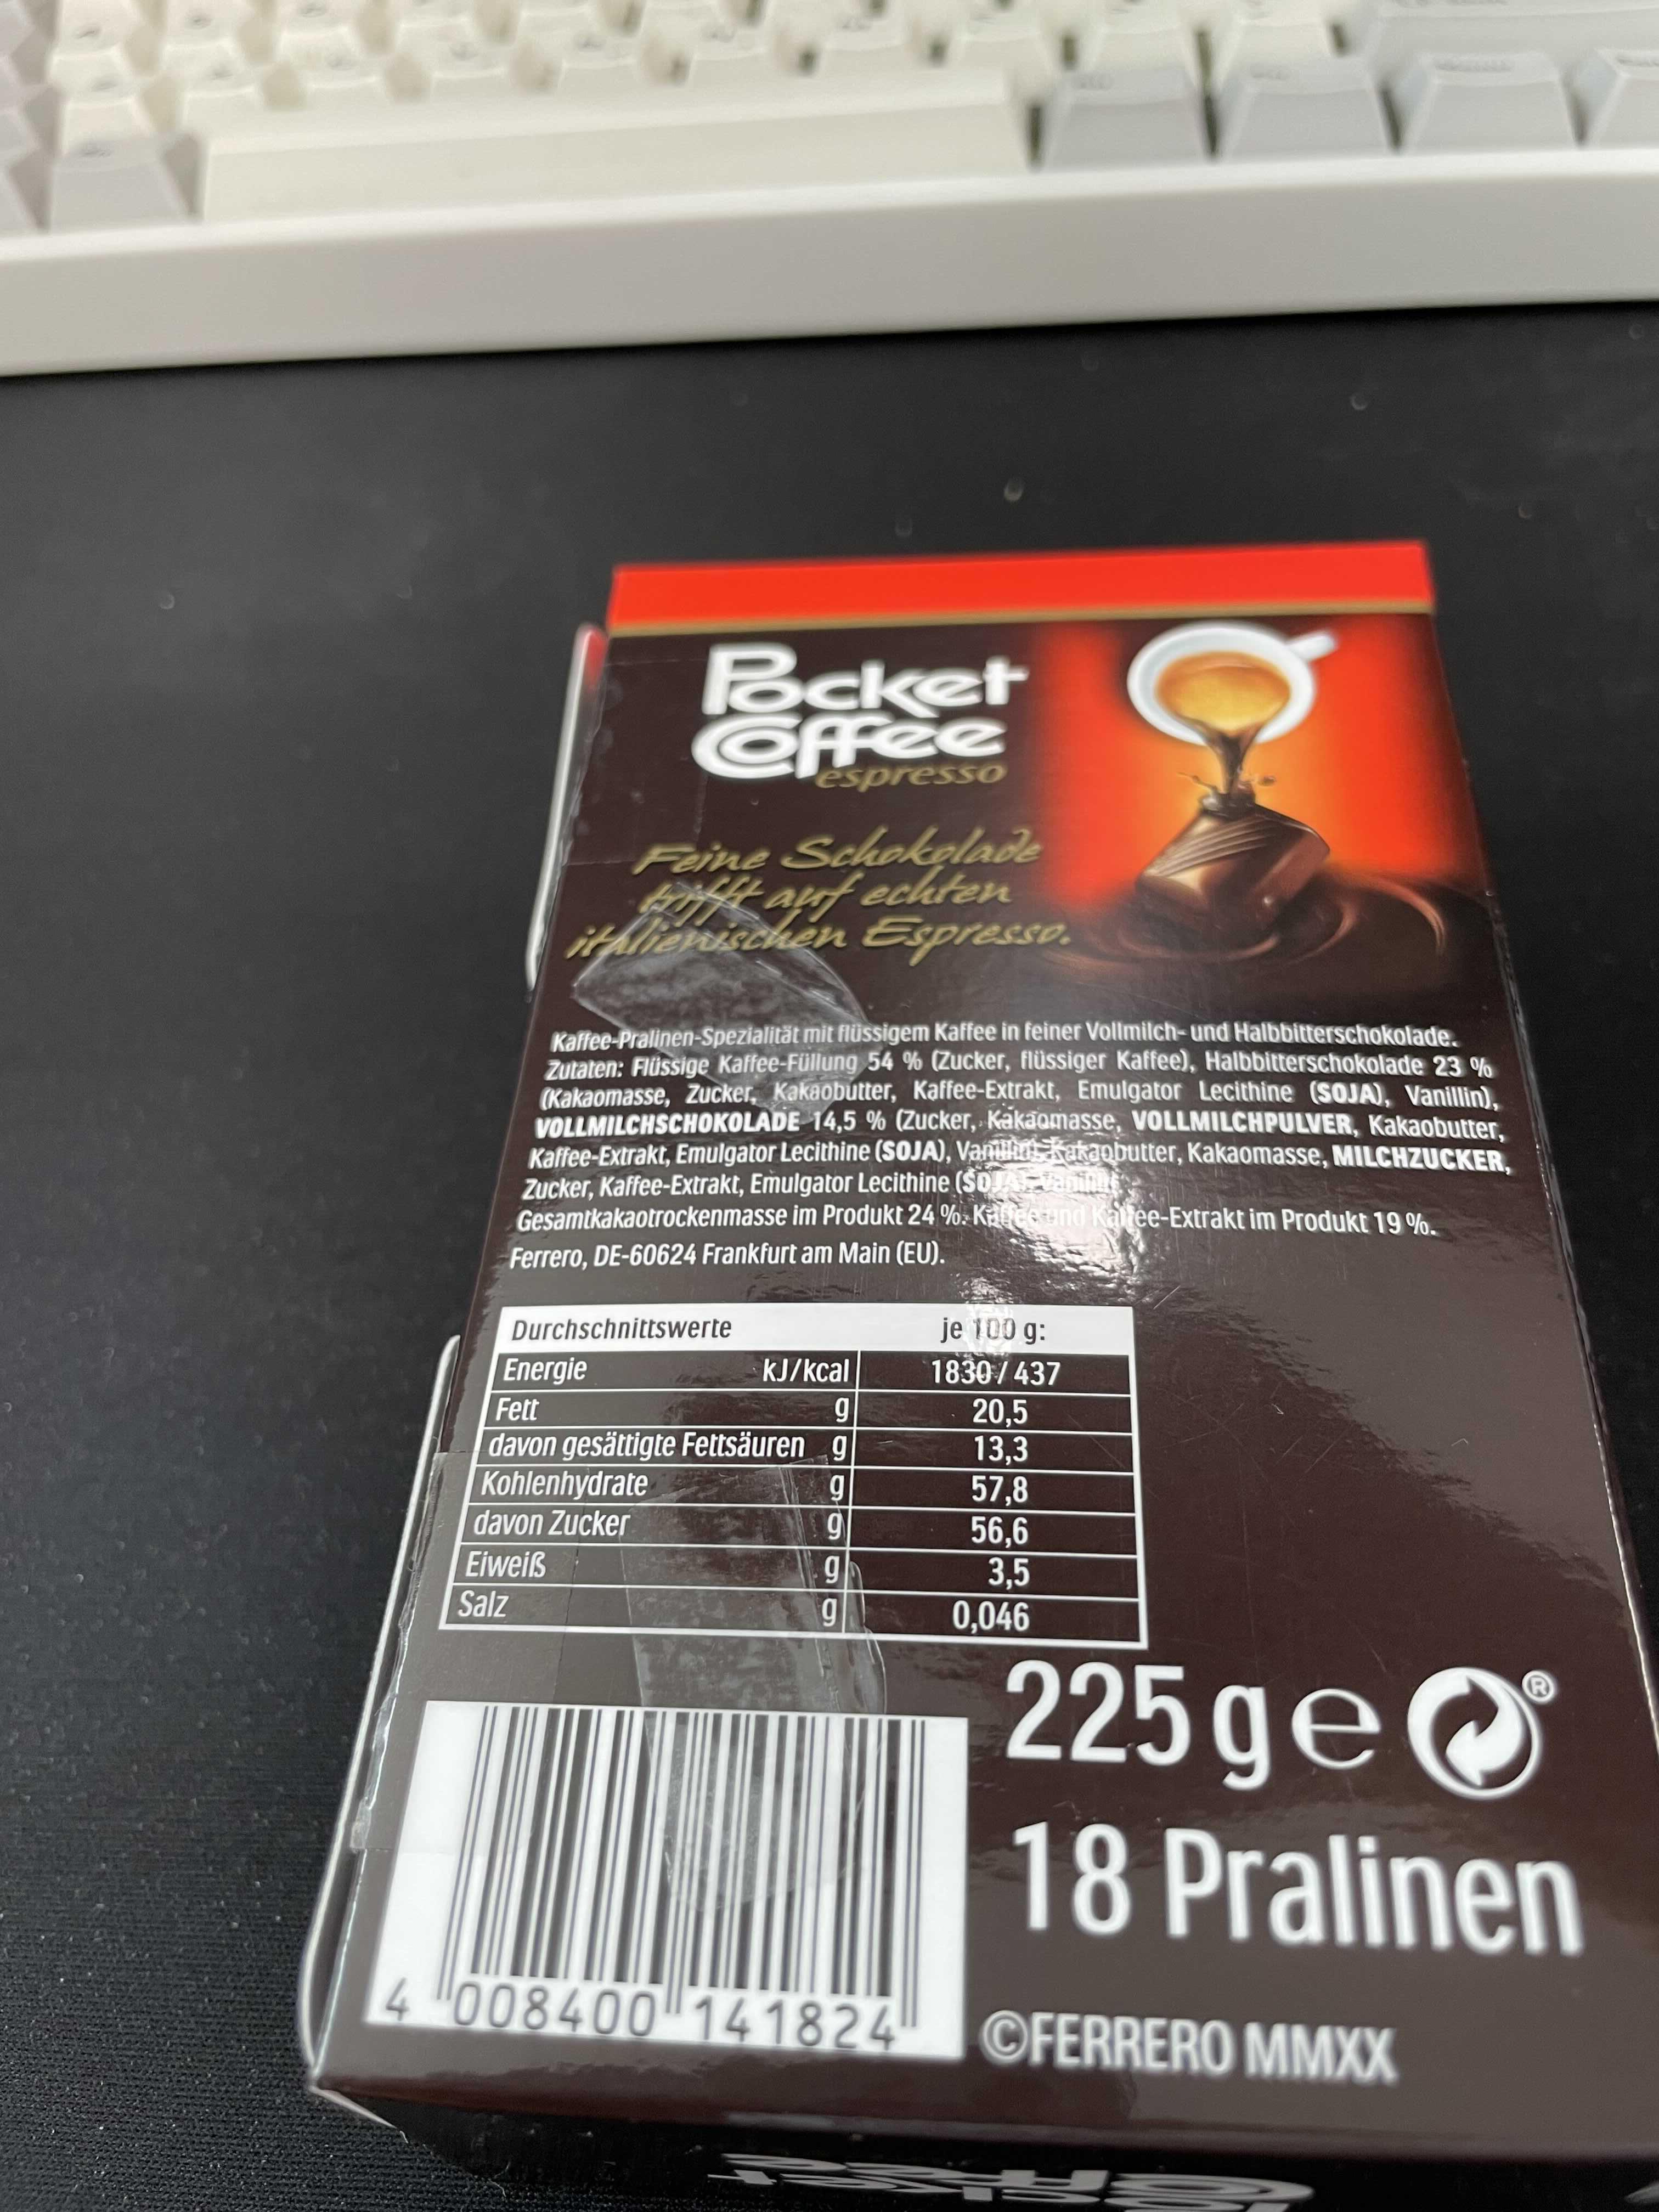 Pocket
Coffee
espresso
Feine Schokolade
trifft auf echten
italienischen Espresso.
Kaffee-Pralinen-Spezialität mit flüssigem Kaffee in feiner Vollmilch- und Halbbitterschokolade.
Zutaten: Flüssige Kaffee-Füllung 54 % (Zucker, flüssiger Kaffee), Halbbitterschokolade 23 %
(Kakaomasse, Zucker, Kakaobutter, Kaffee-Extrakt, Emulgator Lecithine (SOJA), Vanillin),
VOLLMILCHSCHOKOLADE 14,5 % (Zucker, Kakaomasse, VOLLMILCHPULVER, Kakaobutter,
Kaffee-Extrakt, Emulgator Lecithine (SOJA), Vanillin), Kakaobutter, Kakaomasse, MILCHZUCKER,
Zucker, Kaffee-Extrakt, Emulgator Lecithine (SOJA), Vanillin.
Gesamtkakaotrockenmasse im Produkt 24 %. Kaffee und Kaffee-Extrakt im Produkt 19 %.
Ferrero, DE-60624 Frankfurt am Main (EU).
Durchschnittswerte je 100 g:
Energie kJ/kcal 1830 / 437
Fett g 20,5
davon gesättigte Fettsäuren g 13,3
Kohlenhydrate g 57,8
davon Zucker g 56,6
Eiweiß g 3,5
Salz g 0,046
225 g e ®
18 Pralinen
4 008400 141824
©FERRERO MMXX
Pocket
Coffee